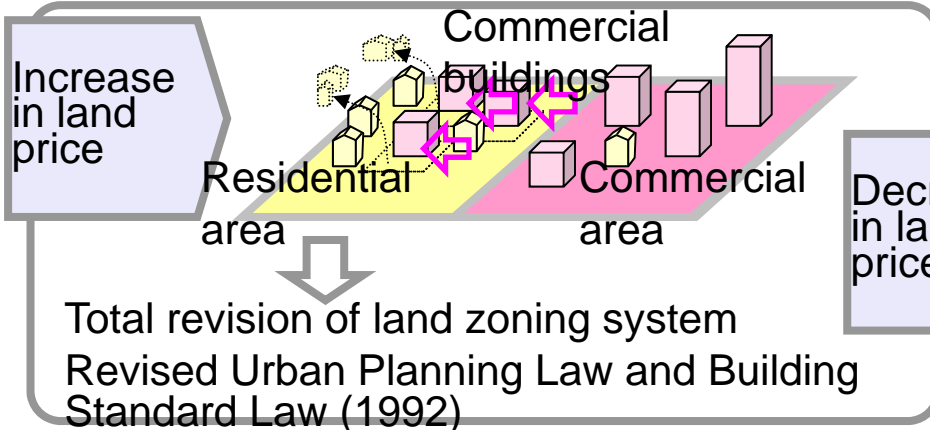 Commercial
buildings
Increase
in land
price
Residential
area
Commercial
area
in
Total revision of land zoning system
Revised Urban Planning Law and Building
Standard Law (1992)